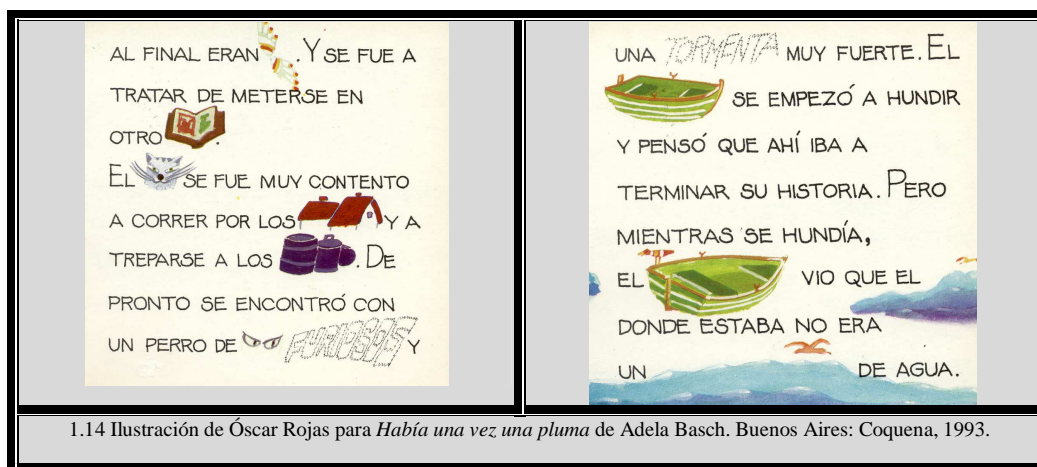 AL FINAL ERAN . Y SE FUE A
TRATAR DE METERSE EN
OTRO .
EL SE FUE MUY CONTENTO
A CORRER POR LOS Y A
TREPARSE A LOS . DE
PRONTO SE ENCONTRÓ CON
UN PERRO DE FURIOSOS Y
UNA TORMENTA MUY FUERTE. EL
SE EMPEZÓ A HUNDIR
Y PENSÓ QUE AHÍ IBA A
TERMINAR SU HISTORIA. PERO
MIENTRAS SE HUNDÍA,
EL VIO QUE EL
DONDE ESTABA NO ERA
UN DE AGUA.
1.14 Ilustración de Óscar Rojas para Había una vez una pluma de Adela Basch. Buenos Aires: Coquena, 1993.